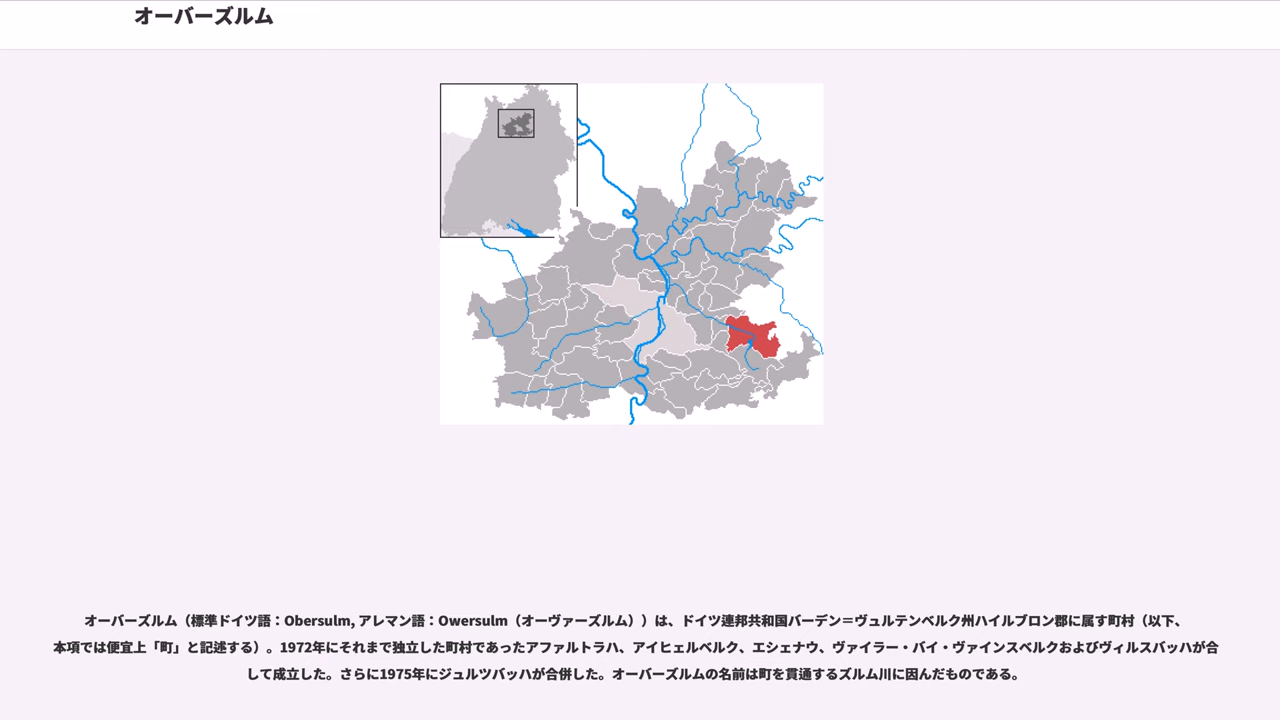 オーバーズルム
オーバーズルム（標準ドイツ語：Obersulm, アレマン語：Owersulm（オーヴァーズルム））は、ドイツ連邦共和国バーデン＝ヴュルテンベルク州ハイルブロン郡に属す町村（以下、
本項では便宜上「町」と記述する）。1972年にそれまで独立した町村であったアファルトラハ、アイヒェルベルク、エシェナウ、ヴァイラー・バイ・ヴァインスベルクおよびヴィルスバッハが合
して成立した。さらに1975年にジュルツバッハが合併した。オーバーズルムの名前は町を貫通するズルム川に因んだものである。